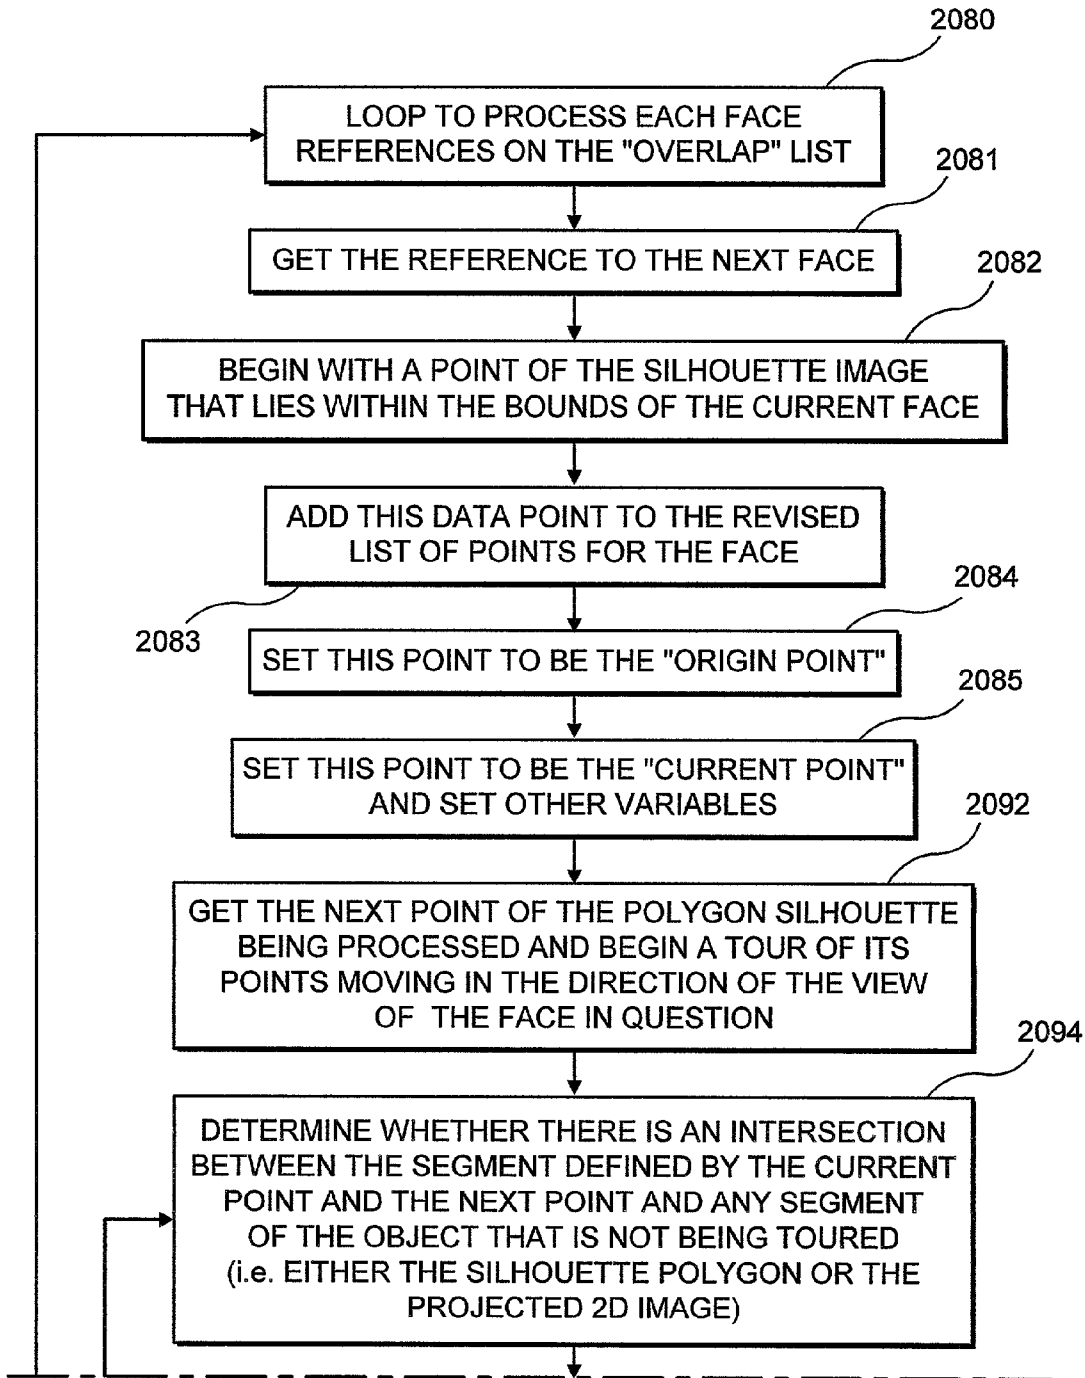 2080
LOOP TO PROCESS EACH FACE
REFERENCES ON THE "OVERLAP" LIST
2081
GET THE REFERENCE TO THE NEXT FACE
2082
BEGIN WITH A POINT OF THE SILHOUETTE IMAGE
THAT LIES WITHIN THE BOUNDS OF THE CURRENT FACE
ADD THIS DATA POINT TO THE REVISED
LIST OF POINTS FOR THE FACE
2083
2084
SET THIS POINT TO BE THE "ORIGIN POINT"
2085
SET THIS POINT TO BE THE "CURRENT POINT"
AND SET OTHER VARIABLES
2092
GET THE NEXT POINT OF THE POLYGON SILHOUETTE
BEING PROCESSED AND BEGIN A TOUR OF ITS
POINTS MOVING IN THE DIRECTION OF THE VIEW
OF THE FACE IN QUESTION
2094
DETERMINE WHETHER THERE IS AN INTERSECTION
BETWEEN THE SEGMENT DEFINED BY THE CURRENT
POINT AND THE NEXT POINT AND ANY SEGMENT
OF THE OBJECT THAT IS NOT BEING TOURED
(i.e. EITHER THE SILHOUETTE POLYGON OR THE
PROJECTED 2D IMAGE)